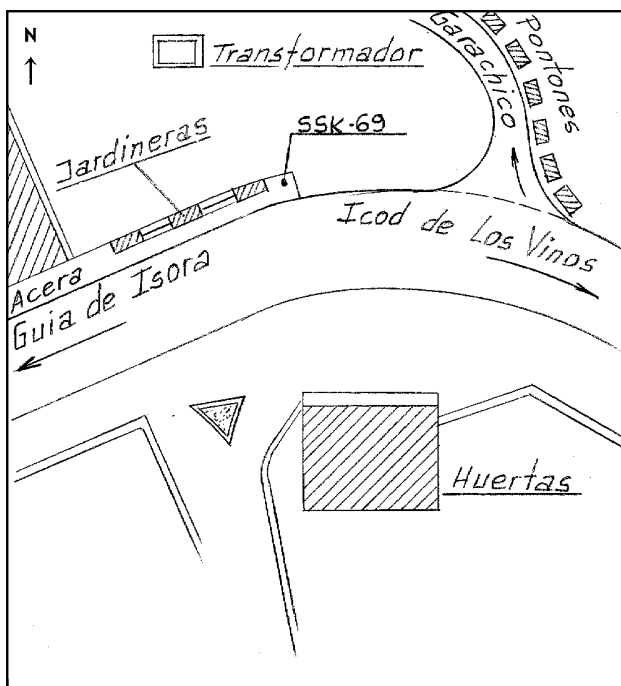 N
Transformador
Garachico
Pontones
SSK-69
Jardineras
Icod de Los Vinos
Acera
Guia de Isora
Huertas